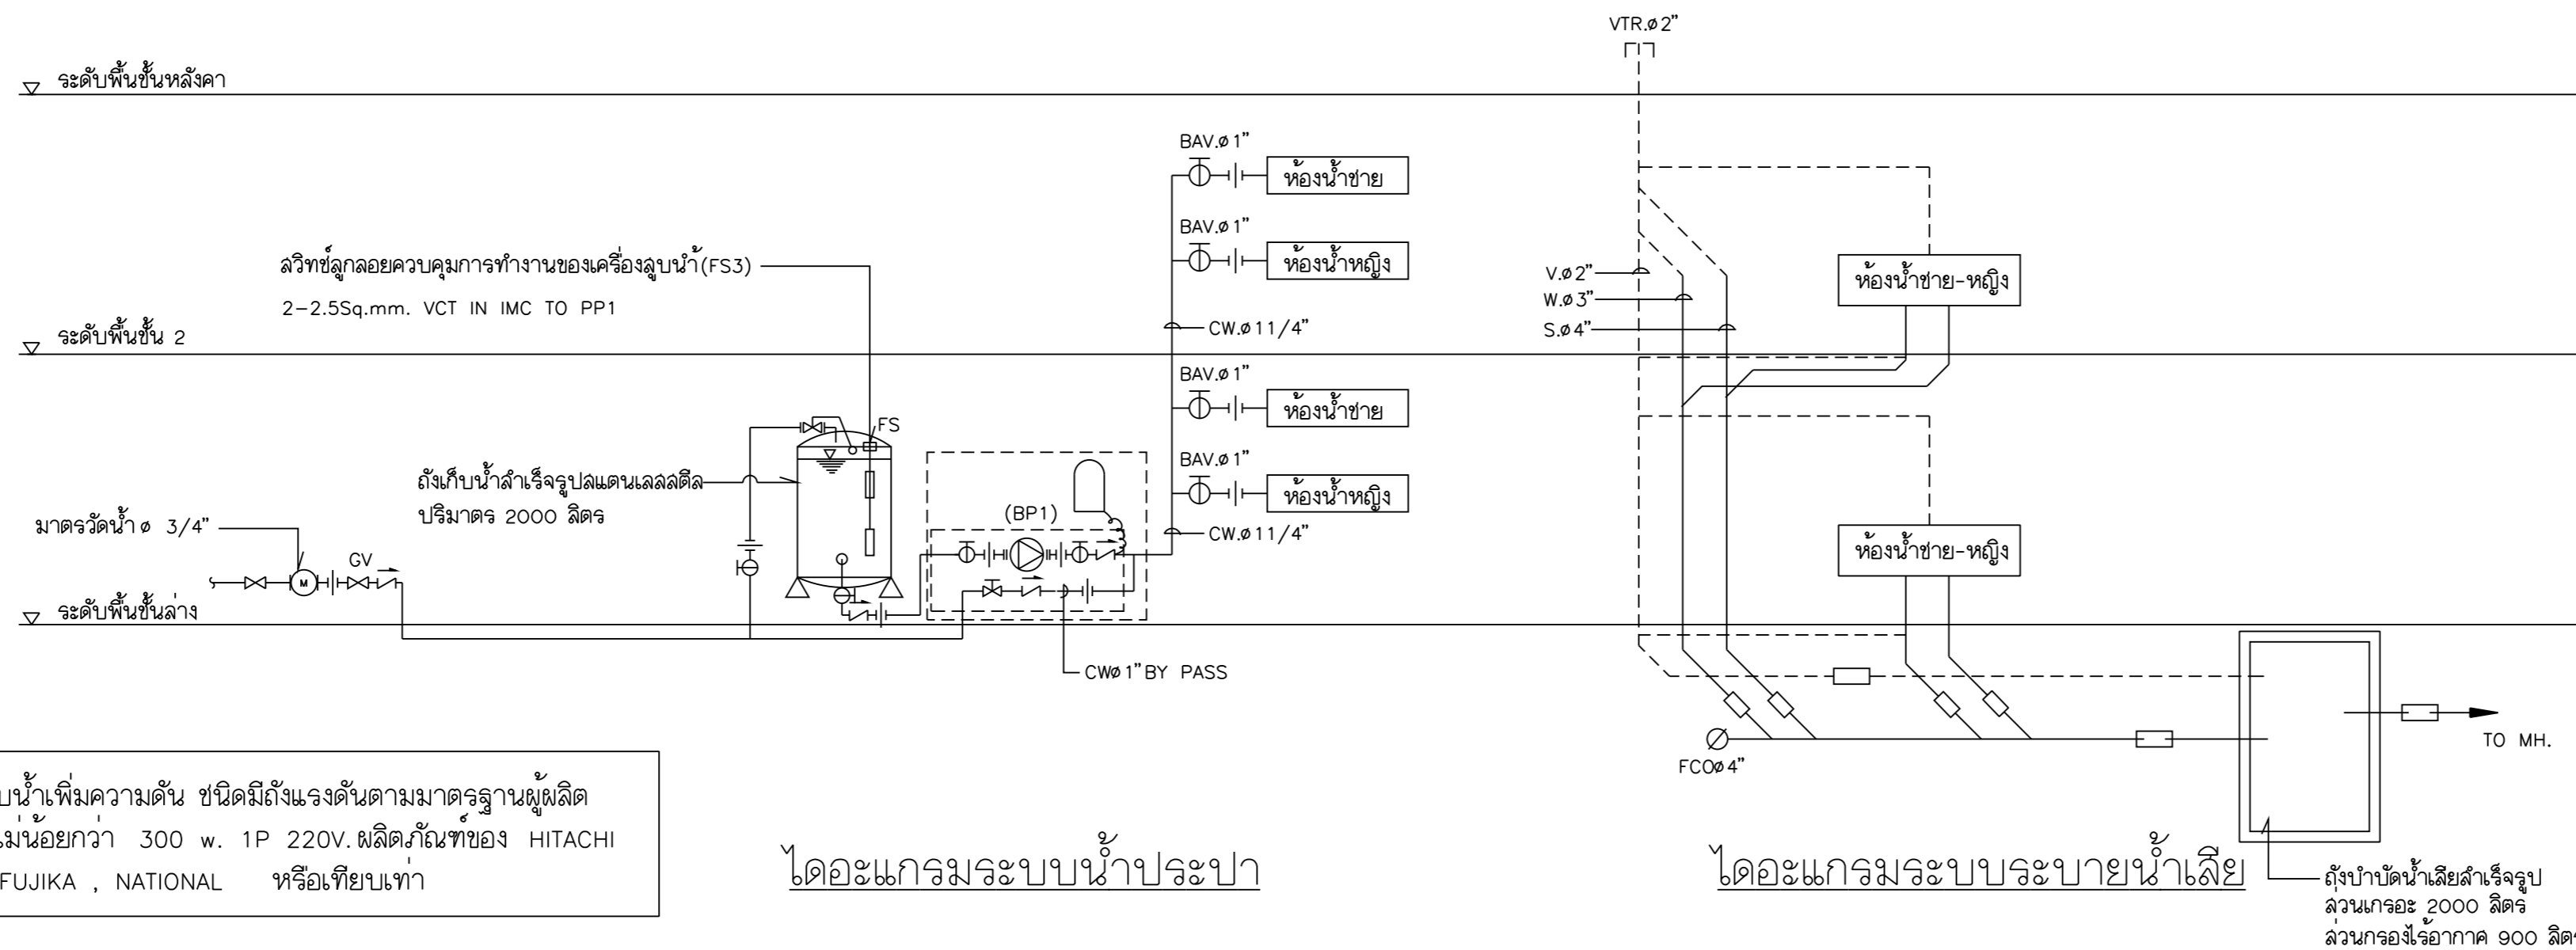 VTR.ø2"
ระดับพื้นชั้นหลังคา
BAV.ø1"
ห้องน้ำชาย
BAV.ø1"
ห้องน้ำหญิง
สวิทช์ลูกลอยควบคุมการทำงานของเครื่องสูบน้ำ(FS3)
2-2.5Sq.mm. VCT IN IMC TO PP1
V.ø2"
W.ø3"
S.ø4"
ห้องน้ำชาย-หญิง
CW.ø11/4"
ระดับพื้นชั้น 2
BAV.ø1"
ห้องน้ำชาย
FS
BAV.ø1"
ห้องน้ำหญิง
ถังเก็บน้ำสำเร็จรูปสแตนเลสสตีล
ปริมาตร 2000 ลิตร
(BP1)
CW.ø11/4"
มาตรวัดน้ำ ø 3/4"
GV
M
ห้องน้ำชาย-หญิง
ระดับพื้นชั้นล่าง
CWø1"BY PASS
FCOø4"
TO MH.
บน้ำเพิ่มความดัน ชนิดมีถังแรงดันตามมาตรฐานผู้ผลิต
ไม่น้อยกว่า 300 w. 1P 220V.ผลิตภัณฑ์ของ HITACHI
FUJIKA , NATIONAL หรือเทียบเท่า
ไดอะแกรมระบบน้ำประปา
ไดอะแกรมระบบระบายน้ำเสีย
ถังบำบัดน้ำเสียสำเร็จรูป
ส่วนเกรอะ 2000 ลิตร
ส่วนกรองไร้อากาศ 900 ลิตร